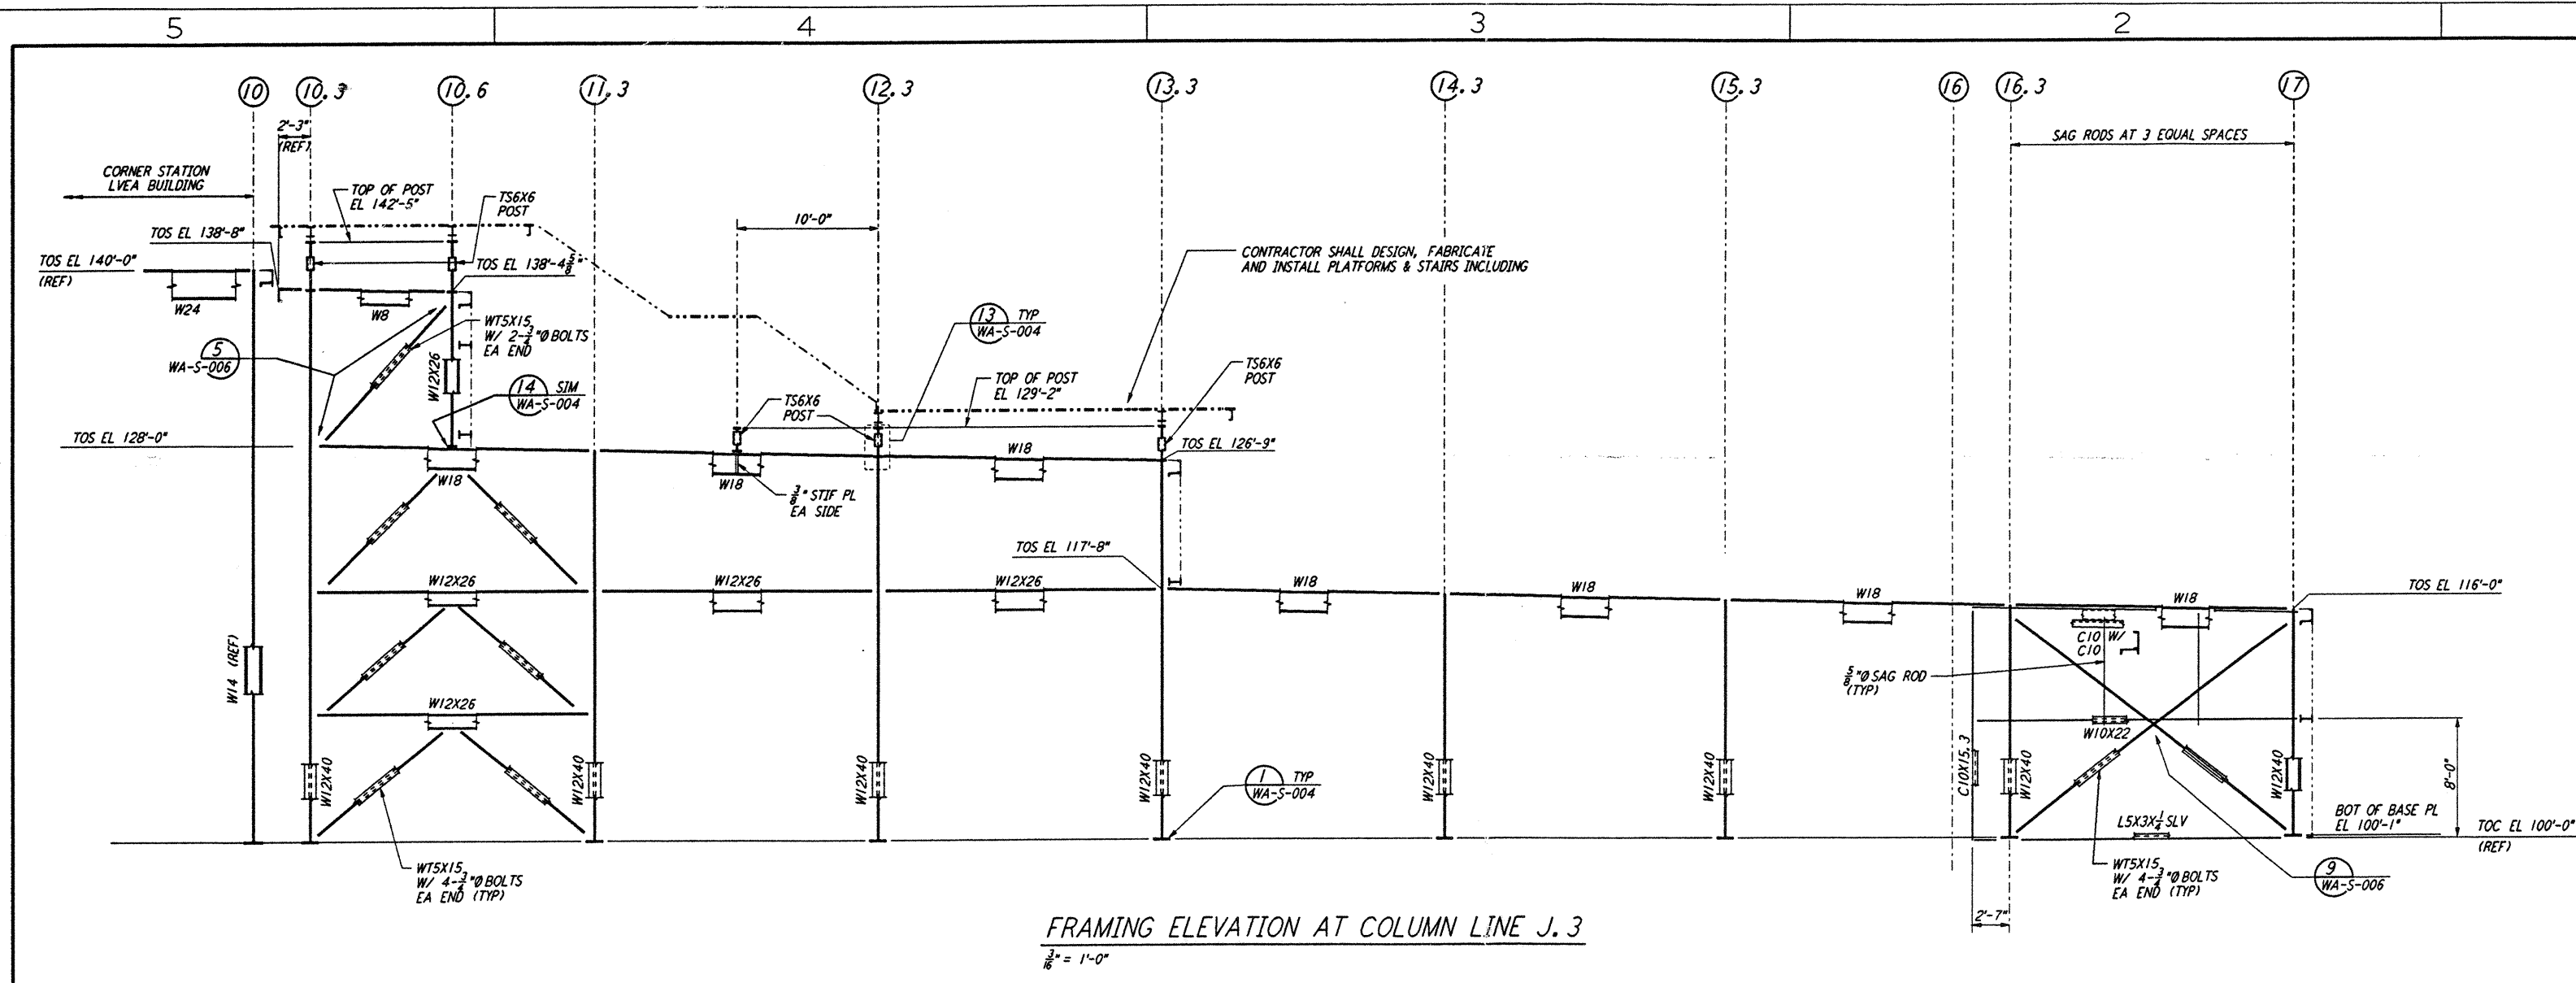 5 4 3 2
10 10.3 10.6 11.3 12.3 13.3 14.3 15.3 16 16.3 17
2'-3"
(REF)
SAG RODS AT 3 EQUAL SPACES
CORNER STATION
LVEA BUILDING
TOP OF POST
EL 142'-5"
TS6X6
POST
10'-0"
TOS EL 138'-8"
TOS EL 140'-0"
(REF)
TOS EL 138'-4 5/8"
CONTRACTOR SHALL DESIGN, FABRICATE
AND INSTALL PLATFORMS & STAIRS INCLUDING
W24
W8
WT5X15
W/ 2-3/4"Ø BOLTS
EA END
13 TYP
WA-S-004
5
WA-S-006
W12X26
14 SIM
WA-S-004
TOP OF POST
EL 129'-2"
TS6X6
POST
TS6X6
POST
TOS EL 128'-0"
TOS EL 126'-9"
W18
W18
W18
3/8" STIF PL
EA SIDE
TOS EL 117'-8"
W12X26
W12X26
W12X26
W18
W18
W18
W18
TOS EL 116'-0"
C10 W/
C10
5/8"Ø SAG ROD
(TYP)
W14 (REF)
W12X26
W10X22
8'-0"
W12X40
W12X40
W12X40
W12X40
W12X40
W12X40
C10X15.3
W12X40
W12X40
1 TYP
WA-S-004
L5X3X1/4 SLV
BOT OF BASE PL
EL 100'-1"
TOC EL 100'-0"
(REF)
WT5X15
W/ 4-3/4"Ø BOLTS
EA END (TYP)
WT5X15
W/ 4-3/4"Ø BOLTS
EA END (TYP)
9
WA-S-006
2'-7"
FRAMING ELEVATION AT COLUMN LINE J.3
3/16" = 1'-0"